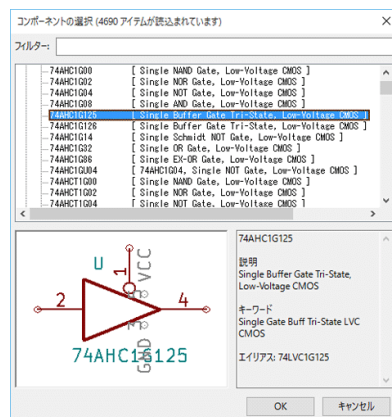 コンポーネントの選択 (4690 アイテムが読込まれています)
フィルター:
74AHC1G00 [ Single NAND Gate, Low-Voltage CMOS ]
74AHC1G02 [ Single NOR Gate, Low-Voltage CMOS ]
74AHC1G04 [ Single NOT Gate, Low-Voltage CMOS ]
74AHC1G08 [ Single AND Gate, Low-Voltage CMOS ]
74AHC1G125 [ Single Buffer Gate Tri-State, Low-Voltage CMOS ]
74AHC1G126 [ Single Buffer Gate Tri-State, Low-Voltage CMOS ]
74AHC1G14 [ Single Schmidt NOT Gate, Low-Voltage CMOS ]
74AHC1G32 [ Single OR Gate, Low-Voltage CMOS ]
74AHC1G86 [ Single EX-OR Gate, Low-Voltage CMOS ]
74AHC1GU04 [ 74AHC1G04, Single NOT Gate, Low-Voltage CMOS ]
74AHCT1G00 [ Single NAND Gate, Low-Voltage CMOS ]
74AHCT1G02 [ Single NOR Gate, Low-Voltage CMOS ]
74AHCT1G04 [ Single NOT Gate, Low-Voltage CMOS ]
U
1
VCC
2
4
GND
74AHC1G125
74AHC1G125
説明
Single Buffer Gate Tri-State,
Low-Voltage CMOS
キーワード
Single Gate Buff Tri-State LVC
CMOS
エイリアス: 74LVC1G125
OK
キャンセル